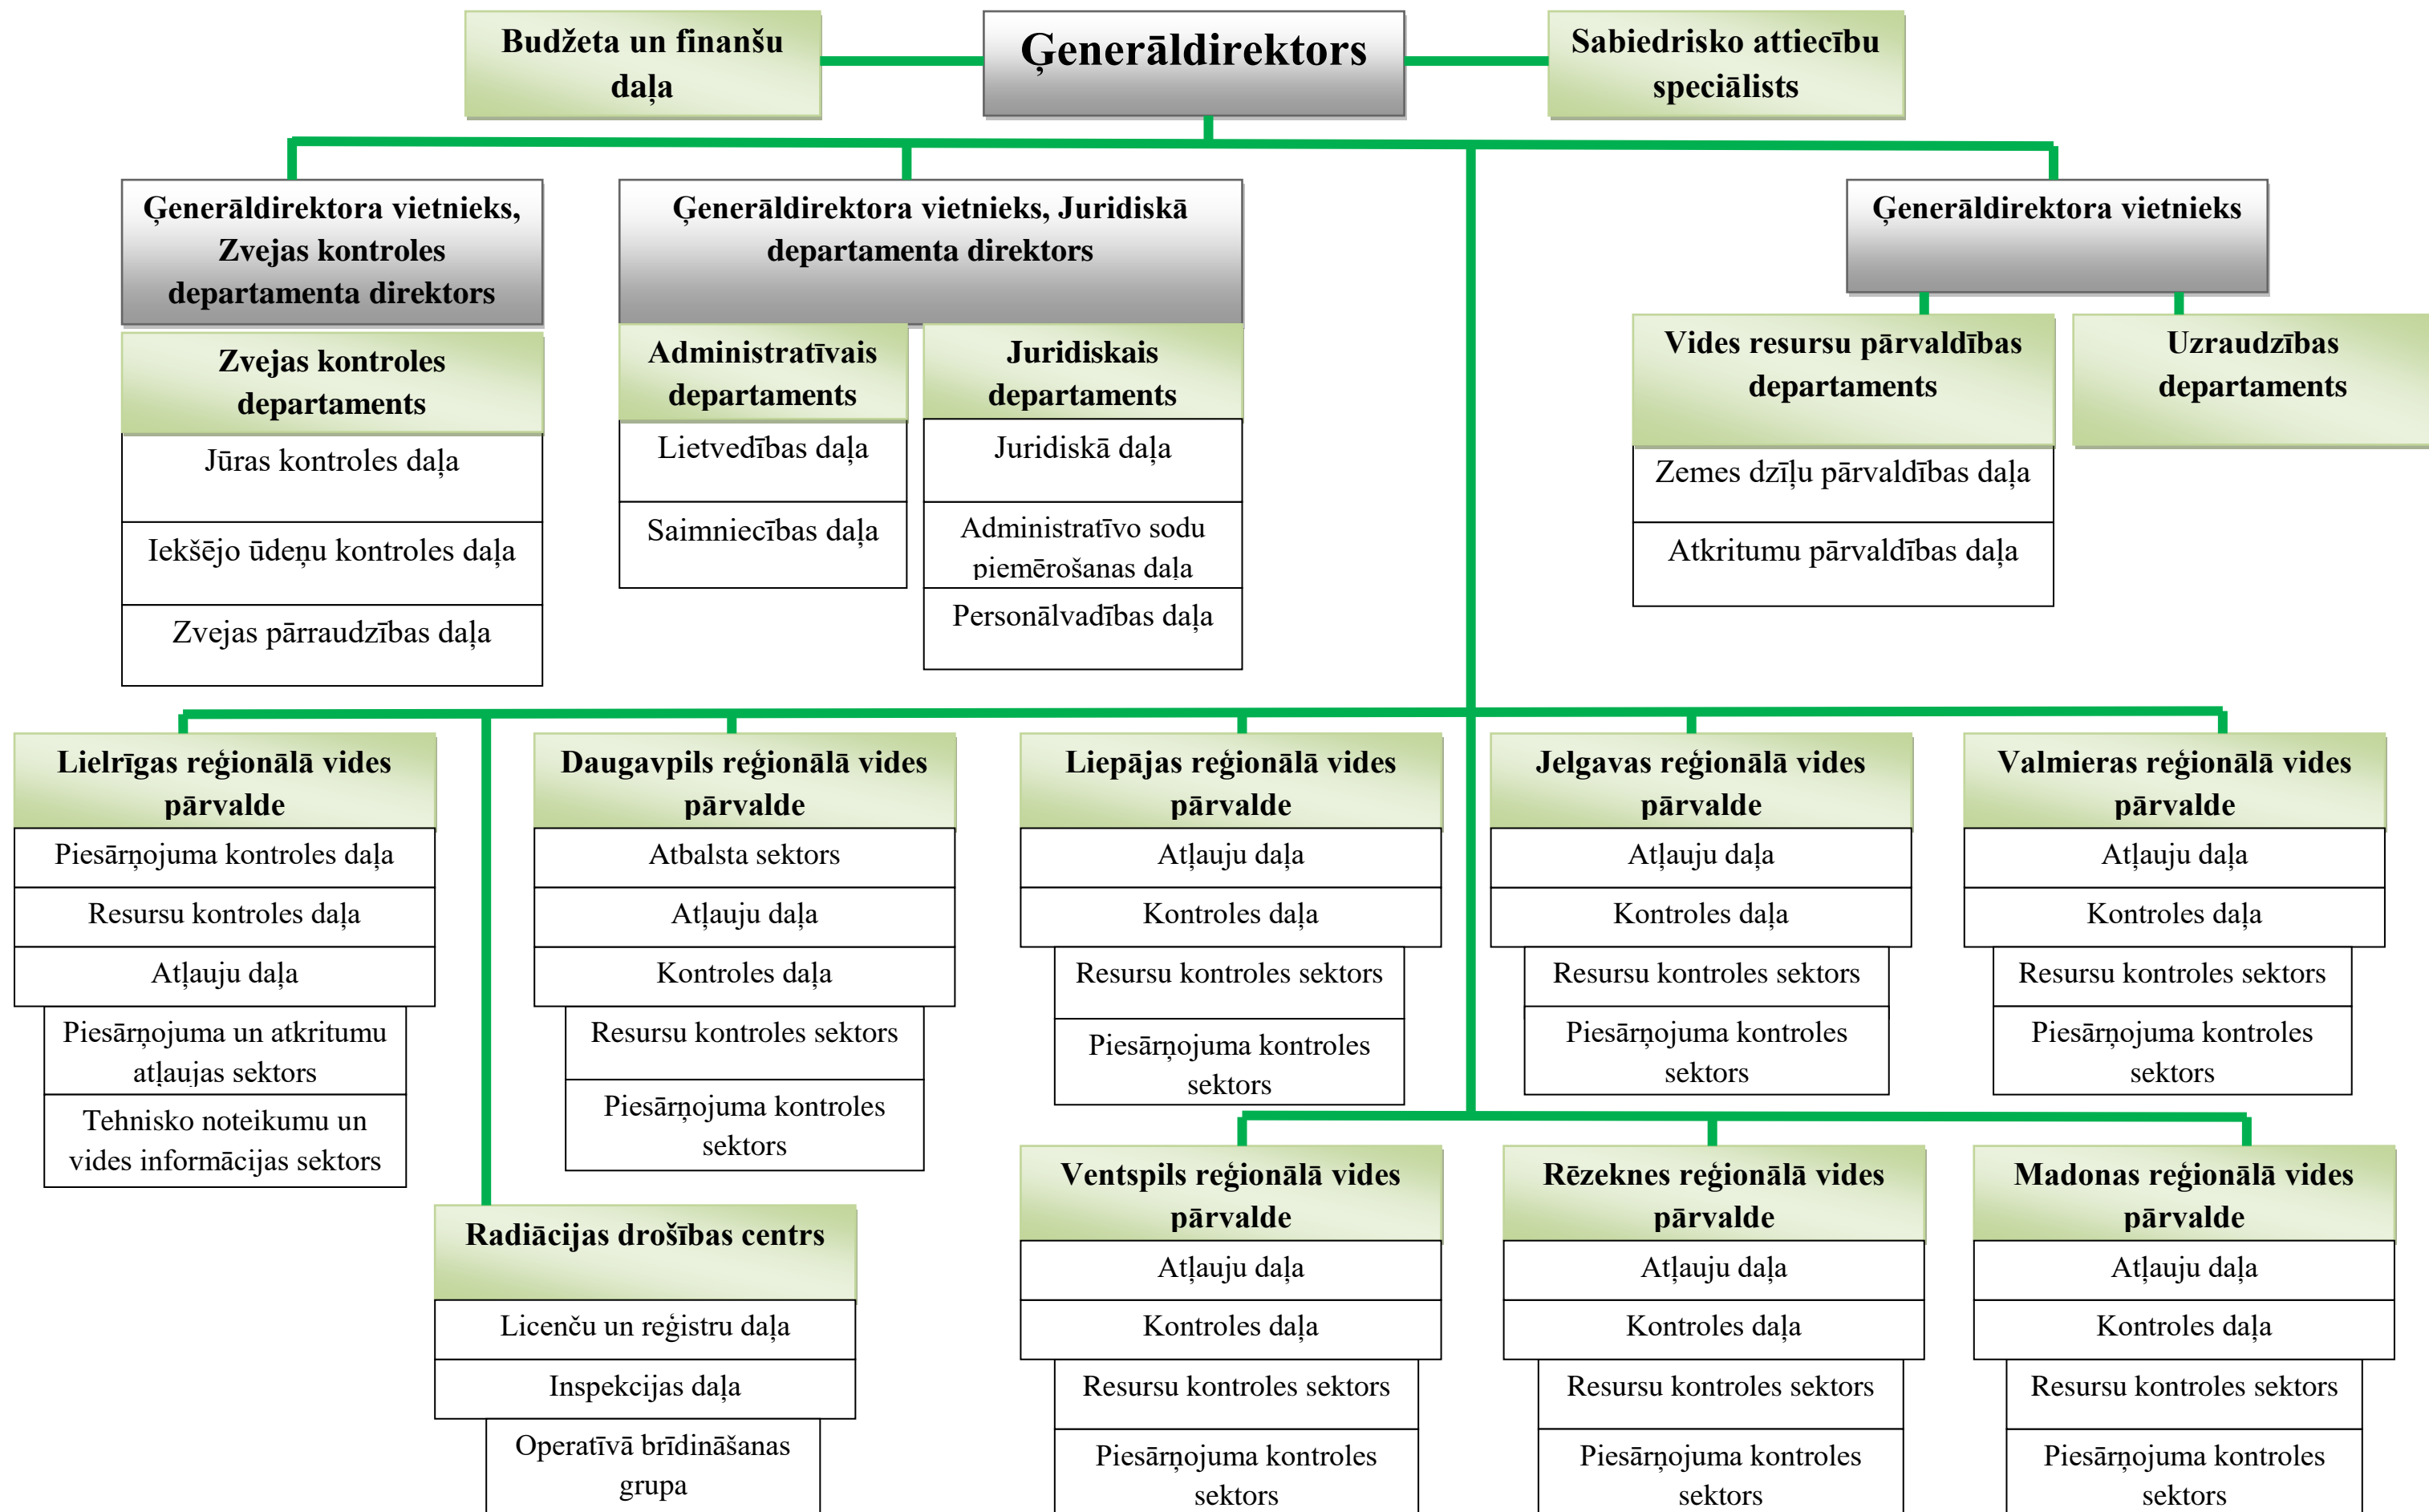 Budžeta un finanšu
daļa
Ģenerāldirektors
Sabiedrisko attiecību
speciālists
Ģenerāldirektora vietnieks,
Zvejas kontroles
departamenta direktors
Zvejas kontroles
departaments
Jūras kontroles daļa
Iekšējo ūdeņu kontroles daļa
Zvejas pārraudzības daļa
Ģenerāldirektora vietnieks, Juridiskā
departamenta direktors
Administratīvais
departaments
Lietvedības daļa
Saimniecības daļa
Juridiskais
departaments
Juridiskā daļa
Administratīvo sodu
piemērošanas daļa
Personālvadības daļa
Ģenerāldirektora vietnieks
Vides resursu pārvaldības
departaments
Zemes dzīļu pārvaldības daļa
Atkritumu pārvaldības daļa
Uzraudzības
departaments
Lielrīgas reģionālā vides
pārvalde
Piesārņojuma kontroles daļa
Resursu kontroles daļa
Atļauju daļa
Piesārņojuma un atkritumu
atļaujas sektors
Tehnisko noteikumu un
vides informācijas sektors
Daugavpils reģionālā vides
pārvalde
Atbalsta sektors
Atļauju daļa
Kontroles daļa
Resursu kontroles sektors
Piesārņojuma kontroles
sektors
Liepājas reģionālā vides
pārvalde
Atļauju daļa
Kontroles daļa
Resursu kontroles sektors
Piesārņojuma kontroles
sektors
Jelgavas reģionālā vides
pārvalde
Atļauju daļa
Kontroles daļa
Resursu kontroles sektors
Piesārņojuma kontroles
sektors
Valmieras reģionālā vides
pārvalde
Atļauju daļa
Kontroles daļa
Resursu kontroles sektors
Piesārņojuma kontroles
sektors
Radiācijas drošības centrs
Licenču un reģistru daļa
Inspekcijas daļa
Operatīvā brīdināšanas
grupa
Ventspils reģionālā vides
pārvalde
Atļauju daļa
Kontroles daļa
Resursu kontroles sektors
Piesārņojuma kontroles
sektors
Rēzeknes reģionālā vides
pārvalde
Atļauju daļa
Kontroles daļa
Resursu kontroles sektors
Piesārņojuma kontroles
sektors
Madonas reģionālā vides
pārvalde
Atļauju daļa
Kontroles daļa
Resursu kontroles sektors
Piesārņojuma kontroles
sektors